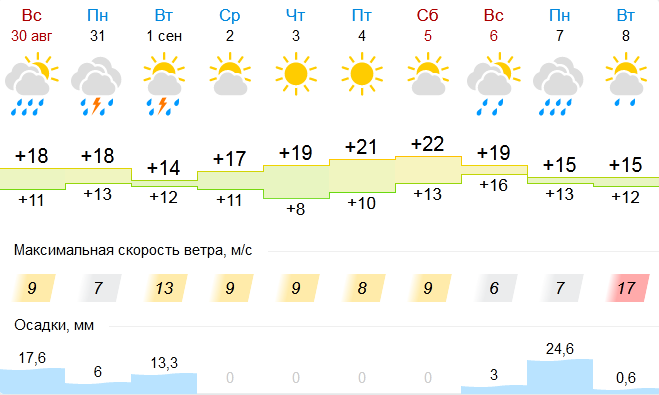 Вс Пн Вт Ср Чт Пт Сб Вс Пн Вт
30 авг 31 1 сен 2 3 4 5 6 7 8
+18 +18 +14 +17 +19 +21 +22 +19 +15 +15
+11 +13 +12 +11 +8 +10 +13 +16 +13 +12
Максимальная скорость ветра, м/с
9 7 13 9 9 8 9 6 7 17
Осадки, мм
17,6 6 13,3 0 0 0 0 3 24,6 0,6